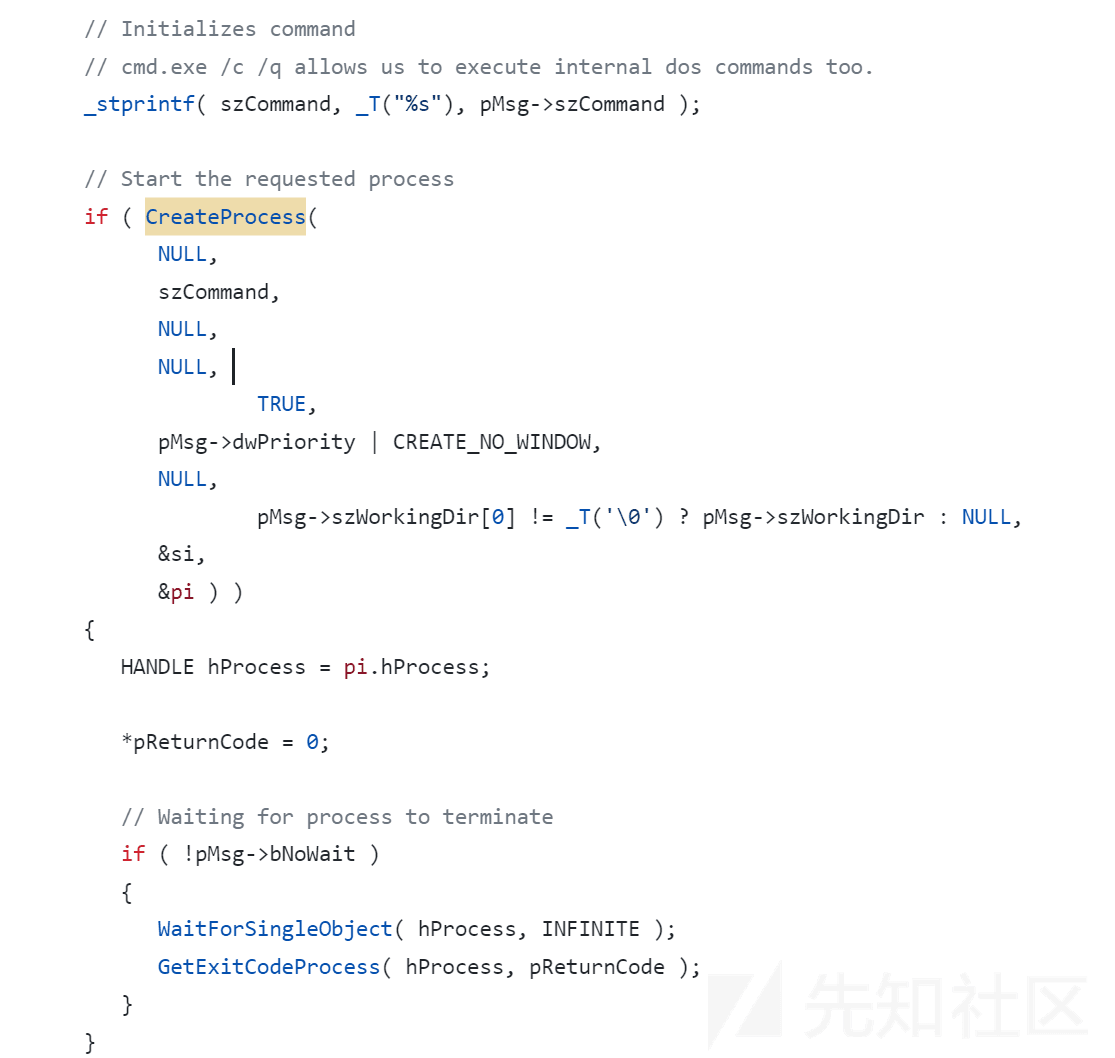 // Initializes command
// cmd.exe /c /q allows us to execute internal dos commands too.
_stprintf( szCommand, _T("%s"), pMsg->szCommand );
// Start the requested process
if ( CreateProcess(
NULL,
szCommand,
NULL,
NULL,
TRUE,
pMsg->dwPriority | CREATE_NO_WINDOW,
NULL,
pMsg->szWorkingDir[0] != _T('\0') ? pMsg->szWorkingDir : NULL,
&si,
&pi ) )
{
HANDLE hProcess = pi.hProcess;
*pReturnCode = 0;
// Waiting for process to terminate
if ( !pMsg->bNoWait )
{
WaitForSingleObject( hProcess, INFINITE );
GetExitCodeProcess( hProcess, pReturnCode );
}
}
先知社区